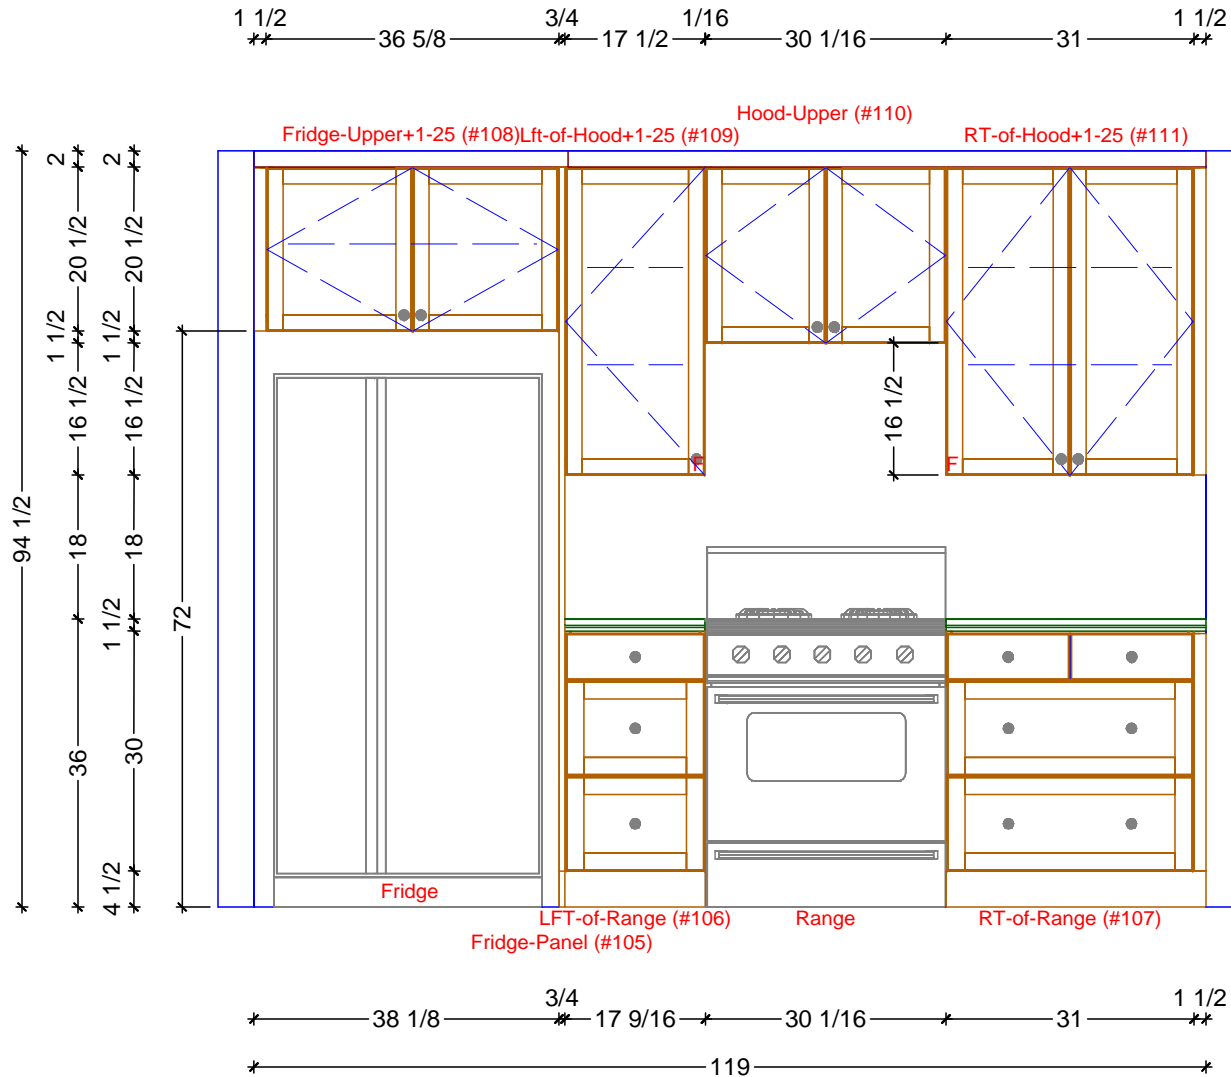 1 1/2 3/4 1/16 1 1/2
36 5/8 17 1/2 30 1/16 31
Hood-Upper (#110)
Fridge-Upper+1-25 (#108) Lft-of-Hood+1-25 (#109) RT-of-Hood+1-25 (#111)
2 2
20 1/2 20 1/2
1 1/2 1 1/2
16 1/2 16 1/2 16 1/2
F F
94 1/2
18 18
72
1 1/2
36 30
4 1/2
Fridge
LFT-of-Range (#106) Range RT-of-Range (#107)
Fridge-Panel (#105)
3/4 1 1/2
38 1/8 17 9/16 30 1/16 31
119